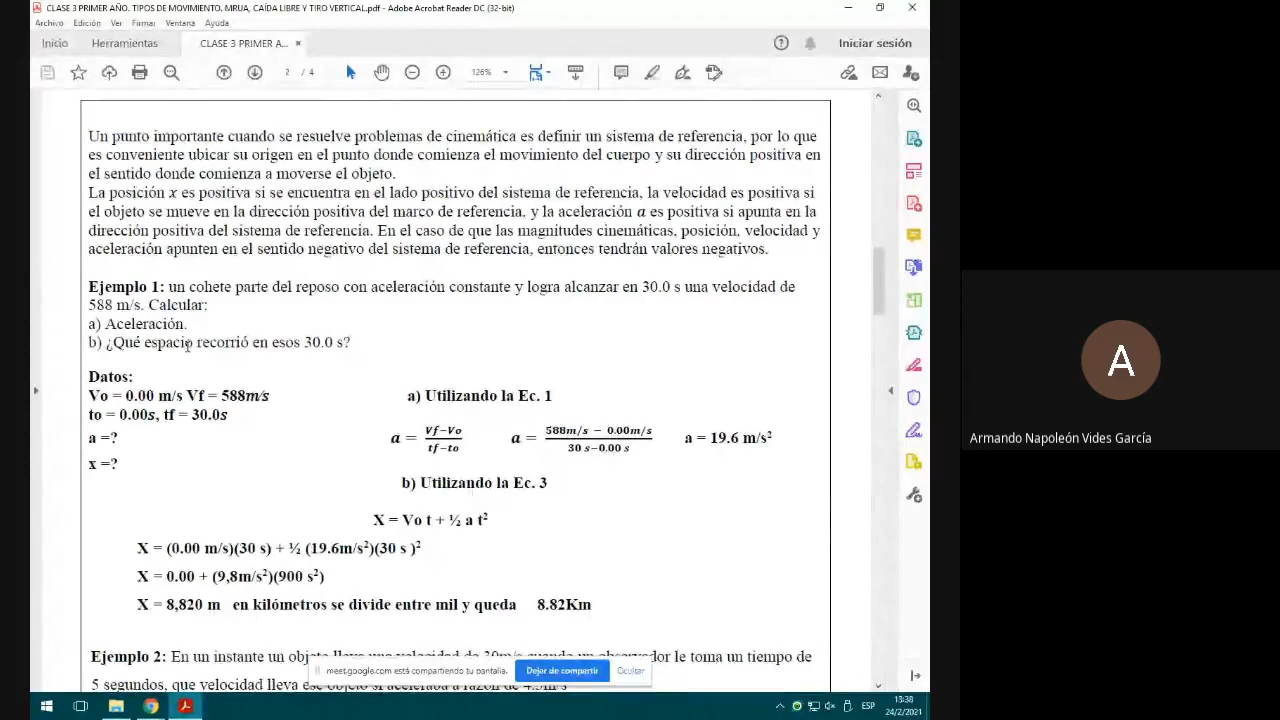 CLASE 3 PRIMER AÑO. TIPOS DE MOVIMIENTO. MRUA, CAÍDA LIBRE Y TIRO VERTICAL.pdf - Adobe Acrobat Reader DC (32-bit)
Archivo Edición Ver Firmar Ventana Ayuda
Inicio Herramientas CLASE 3 PRIMER A... × Iniciar sesión
2 / 4 126%
Un punto importante cuando se resuelve problemas de cinemática es definir un sistema de referencia, por lo que
es conveniente ubicar su origen en el punto donde comienza el movimiento del cuerpo y su dirección positiva en
el sentido donde comienza a moverse el objeto.
La posición x es positiva si se encuentra en el lado positivo del sistema de referencia, la velocidad es positiva si
el objeto se mueve en la dirección positiva del marco de referencia, y la aceleración a es positiva si apunta en la
dirección positiva del sistema de referencia. En el caso de que las magnitudes cinemáticas, posición, velocidad y
aceleración apunten en el sentido negativo del sistema de referencia, entonces tendrán valores negativos.
Ejemplo 1: un cohete parte del reposo con aceleración constante y logra alcanzar en 30.0 s una velocidad de
588 m/s. Calcular:
a) Aceleración.
b) ¿Qué espacio recorrió en esos 30.0 s?
Datos:
Vo = 0.00 m/s Vf = 588m/s a) Utilizando la Ec. 1
to = 0.00s, tf = 30.0s
a =? a = Vf−Vo / tf−to a = 588m/s − 0.00m/s / 30 s−0.00 s a = 19.6 m/s²
x =?
b) Utilizando la Ec. 3
X = Vo t + ½ a t²
X = (0.00 m/s)(30 s) + ½ (19.6m/s²)(30 s )²
X = 0.00 + (9,8m/s²)(900 s²)
X = 8,820 m en kilómetros se divide entre mil y queda 8.82Km
Ejemplo 2: En un instante un objeto lleva una velocidad de 30m/s cuando un observador le toma un tiempo de
5 segundos, que velocidad lleva ese objeto si aceleraba a razón de
meet.google.com está compartiendo tu pantalla. Dejar de compartir Ocultar
A
Armando Napoleón Vides García
ESP
13:38
24/2/2021